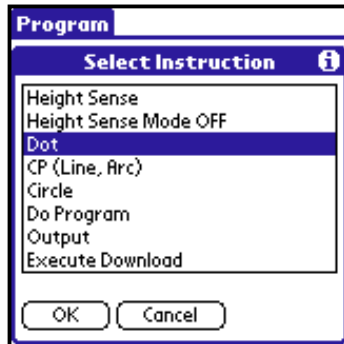 Program
Select Instruction i
Height Sense
Height Sense Mode OFF
Dot
CP (Line, Arc)
Circle
Do Program
Output
Execute Download
OK Cancel